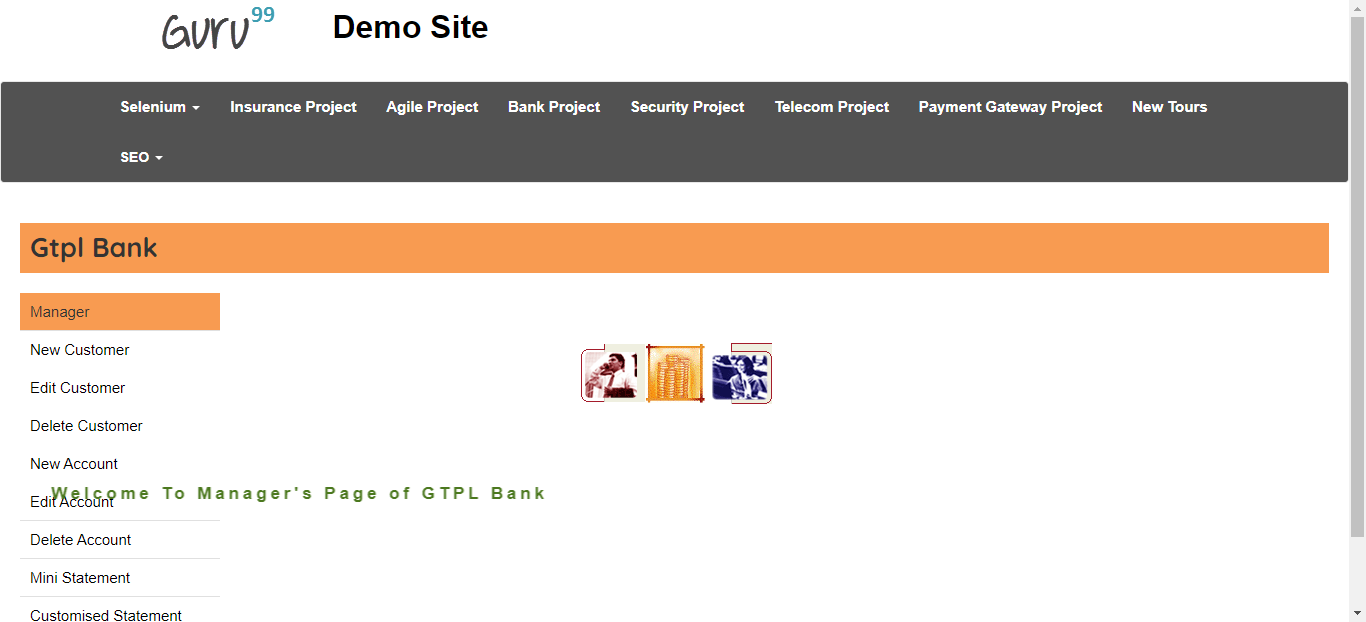 Guru99 Demo Site
Selenium Insurance Project Agile Project Bank Project Security Project Telecom Project Payment Gateway Project New Tours
SEO
Gtpl Bank
Manager
New Customer
Edit Customer
Delete Customer
New Account
Welcome To Manager's Page of GTPL Bank
Edit Account
Delete Account
Mini Statement
Customised Statement